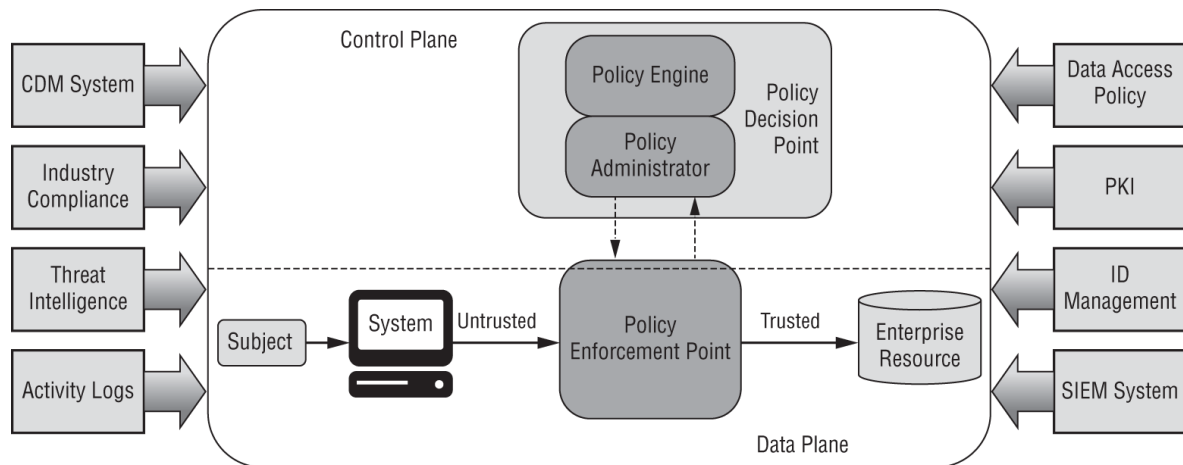 Control Plane
CDM System
Industry
Compliance
Threat
Intelligence
Activity Logs
Policy Engine
Policy
Administrator
Policy
Decision
Point
Subject
System
Untrusted
Policy
Enforcement Point
Trusted
Enterprise
Resource
Data Plane
Data Access
Policy
PKI
ID
Management
SIEM System